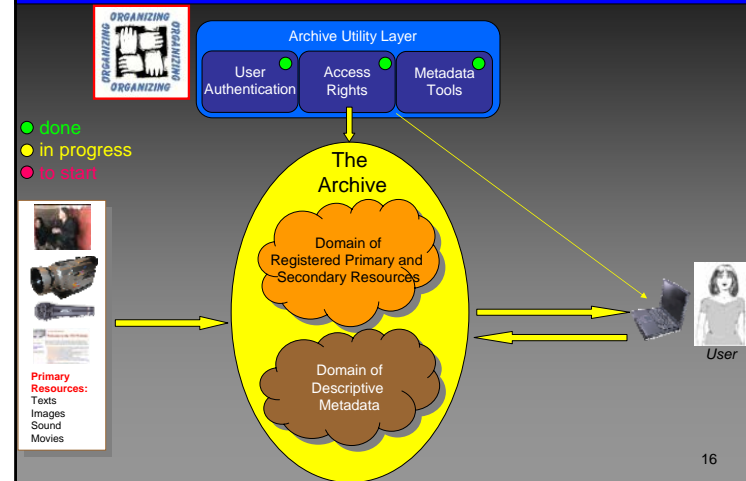 ORGANIZING
ORGANIZING
ORGANIZING
ORGANIZING
Archive Utility Layer
User
Authentication
Access
Rights
Metadata
Tools
done
in progress
to start
The
Archive
Domain of
Registered Primary and
Secondary Resources
Domain of
Descriptive
Metadata
Primary
Resources:
Texts
Images
Sound
Movies
User
16